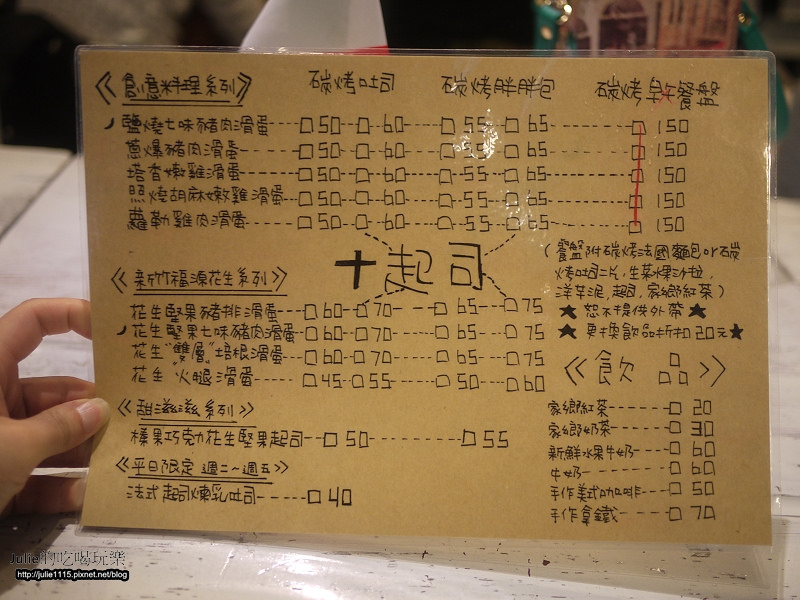 《創意料理系列》 碳烤吐司 碳烤胖胖包 碳烤早午餐盤
鹽燒七味豬肉滑蛋 50 60 55 65 150
蔥爆豬肉滑蛋 50 60 55 65 150
塔香嫩雞滑蛋 50 60 55 65 150
照燒胡麻嫩雞滑蛋 50 60 55 65 150
蘿勒雞肉滑蛋 50 60 55 65 150
+起司
(餐盤附碳烤法國麵包or碳
烤吐司二片,生菜水果沙拉,
洋芋泥,起司,家鄉紅茶)
★ 恕不提供外帶 ★
★ 更換飲品折扣20元 ★
《新竹福源花生系列》
花生堅果豬排滑蛋 60 70 65 75
花生堅果七味豬肉滑蛋 60 70 65 75
花生"雙層"培根滑蛋 60 70 65 75
花生"火腿滑蛋 45 55 50 60
《甜滋滋系列》
榛果巧克力花生堅果起司 50 55
《平日限定 週二~週五》
法式起司煉乳吐司 40
《飲品》
家鄉紅茶 20
家鄉奶茶 30
新鮮水果牛奶 60
牛奶 60
手作美式咖啡 50
手作拿鐵 70
Julie的吃喝玩樂
http://julie1115.pixnet.net/blog